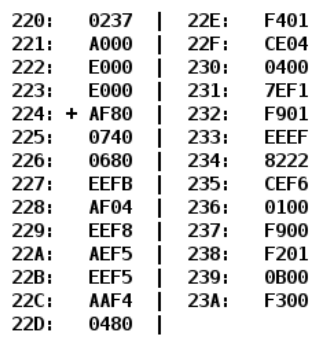 220: 0237 | 22E: F401
221: A000 | 22F: CE04
222: E000 | 230: 0400
223: E000 | 231: 7EF1
224: + AF80 | 232: F901
225: 0740 | 233: EEEF
226: 0680 | 234: 8222
227: EEFB | 235: CEF6
228: AF04 | 236: 0100
229: EEF8 | 237: F900
22A: AEF5 | 238: F201
22B: EEF5 | 239: 0B00
22C: AAF4 | 23A: F300
22D: 0480 |